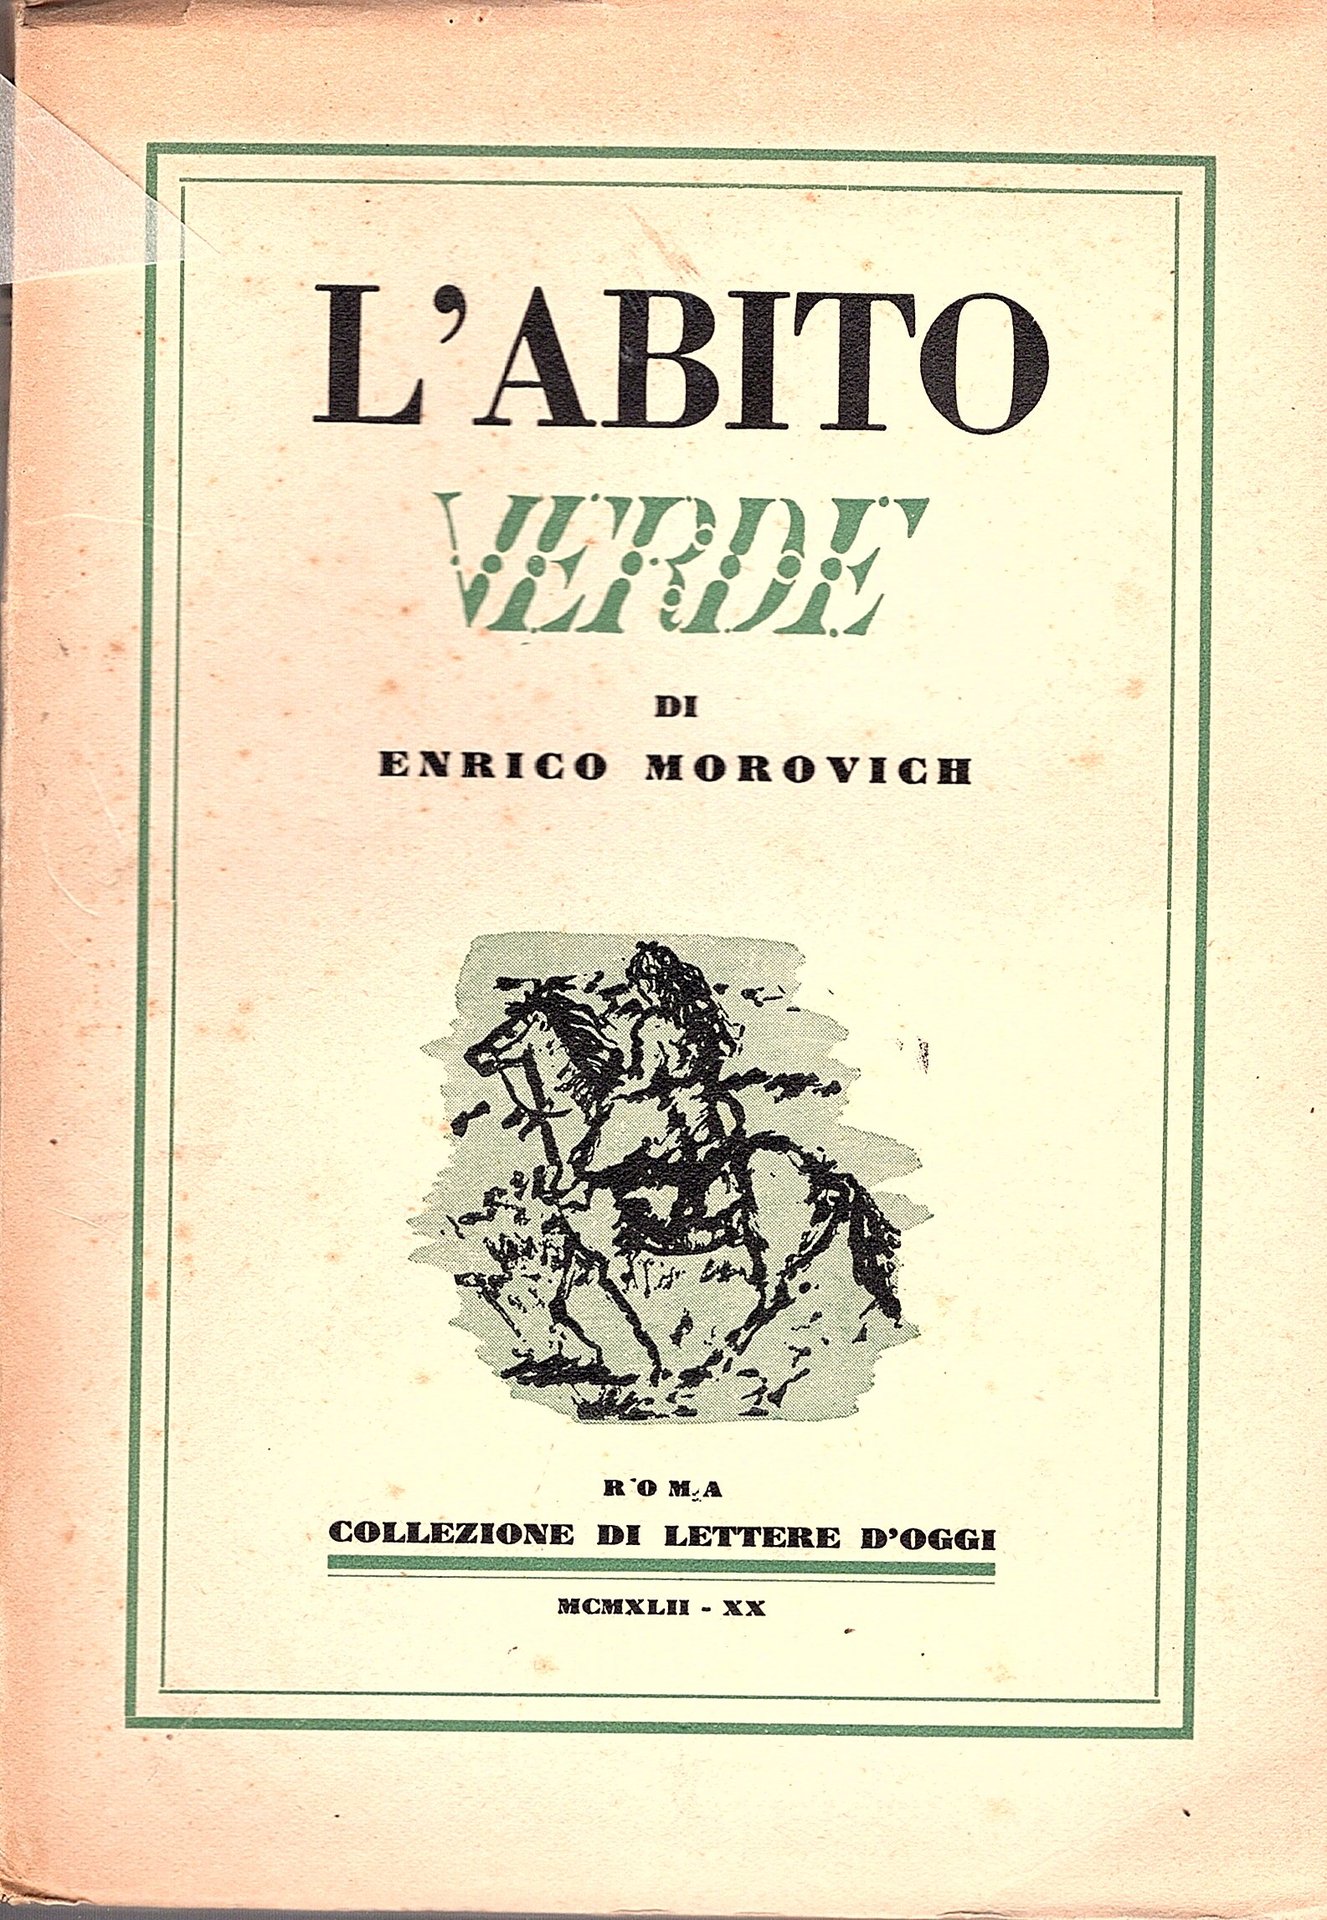 L'ABITO
VERDE
DI
ENRICO MOROVICH
ROMA
COLLEZIONE DI LETTERE D'OGGI
MCMXLII - XX